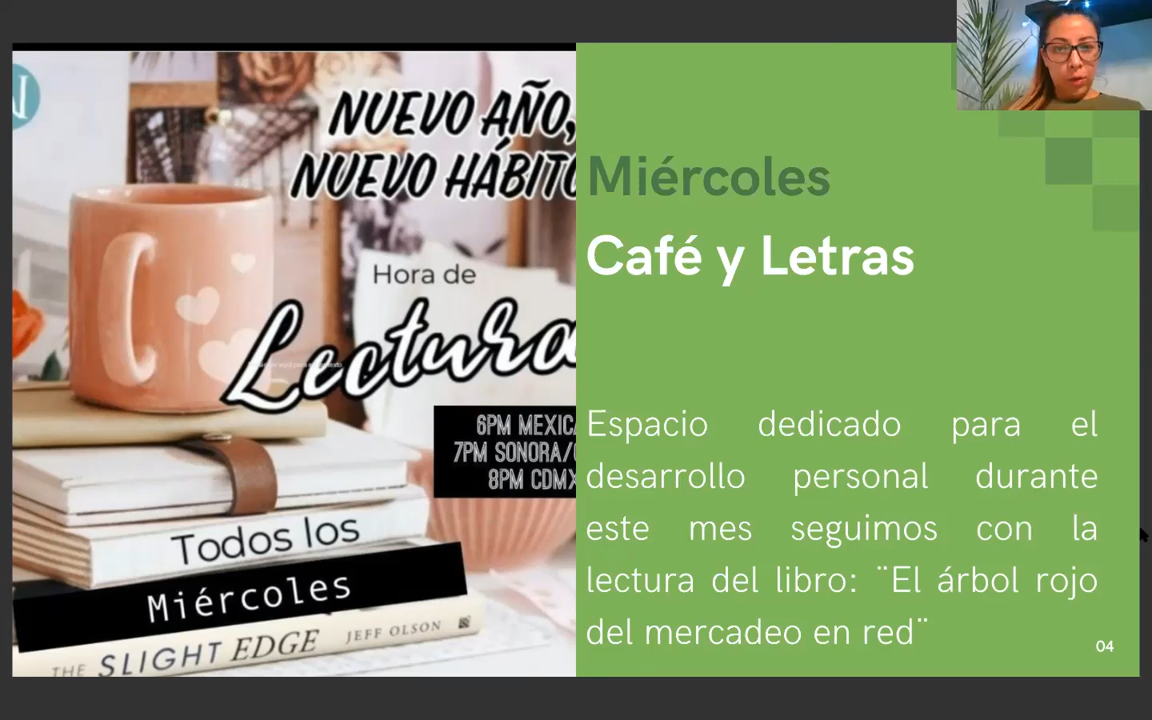 NUEVO AÑO,
NUEVO HÁBITO
Hora de
Lectura
6PM MEXICA
7PM SONORA/
8PM CDMX
Todos los
Miércoles
THE SLIGHT EDGE JEFF OLSON
Miércoles
Café y Letras
Espacio dedicado para el
desarrollo personal durante
este mes seguimos con la
lectura del libro: ¨El árbol rojo
del mercadeo en red¨
04